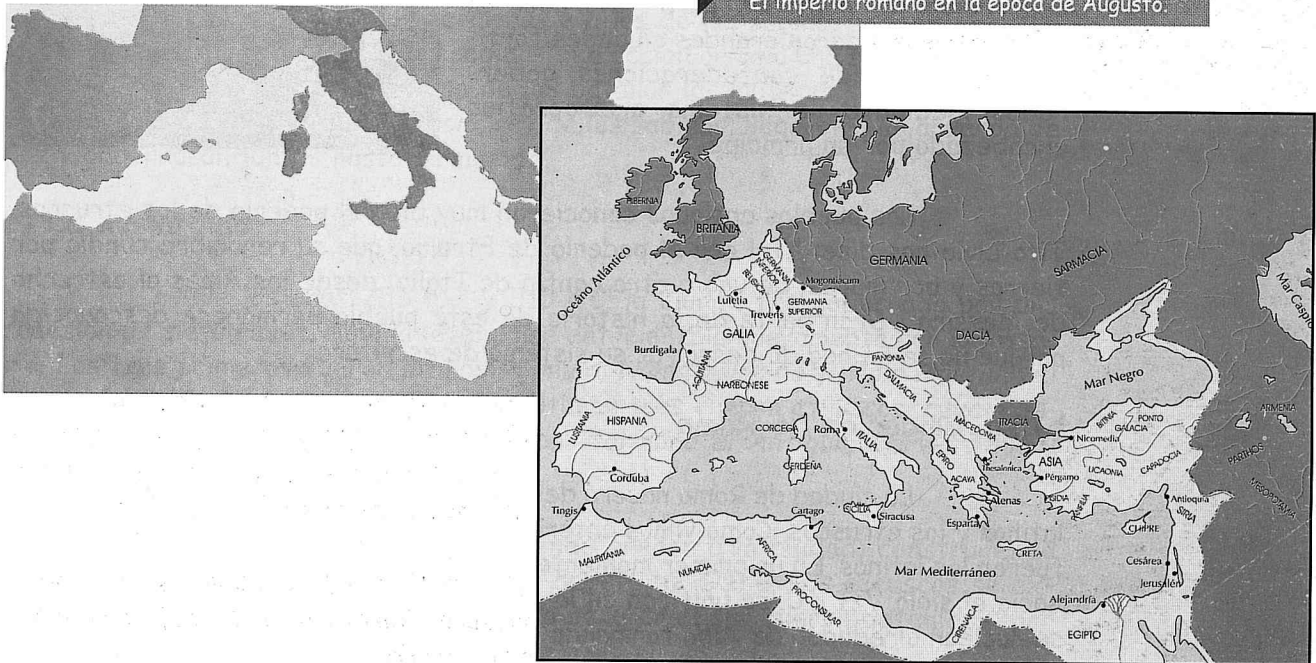 El imperio romano en la época de Augusto.
HIBERNIA
BRITANIA
Océano Atlántico
GERMANIA
SARMACIA
Mar Caspio
GERMANIA
INFERIOR
BELGICA
Mogontiácum
Lutetia
Treveris
GERMANIA
SUPERIOR
GALIA
DACIA
Burdigala
AQUITANIA
PANONIA
DALMACIA
NARBONESE
Mar Negro
LUSITANIA
HISPANIA
CORCEGA
Roma
ITALIA
MACEDONIA
TRACIA
BITINIA
PONTO
GALACIA
ARMENIA
Nicomedia
PARTHOS
CERDEÑA
EPIRO
Thesalonica
ASIA
Pérgamo
LICAONIA
CAPADOCIA
MESOPOTAMIA
Corduba
ACAYA
Atenas
PISIDIA
PANFILIA
Antioquia
SIRIA
Tingis
Cartago
SICILIA
Siracusa
Esparta
CHIPRE
MAURITANIA
NUMIDIA
AFRICA
PROCONSULAR
CRETA
Mar Mediterráneo
Cesárea
Jerusalén
Alejandría
CIRENAICA
EGIPTO